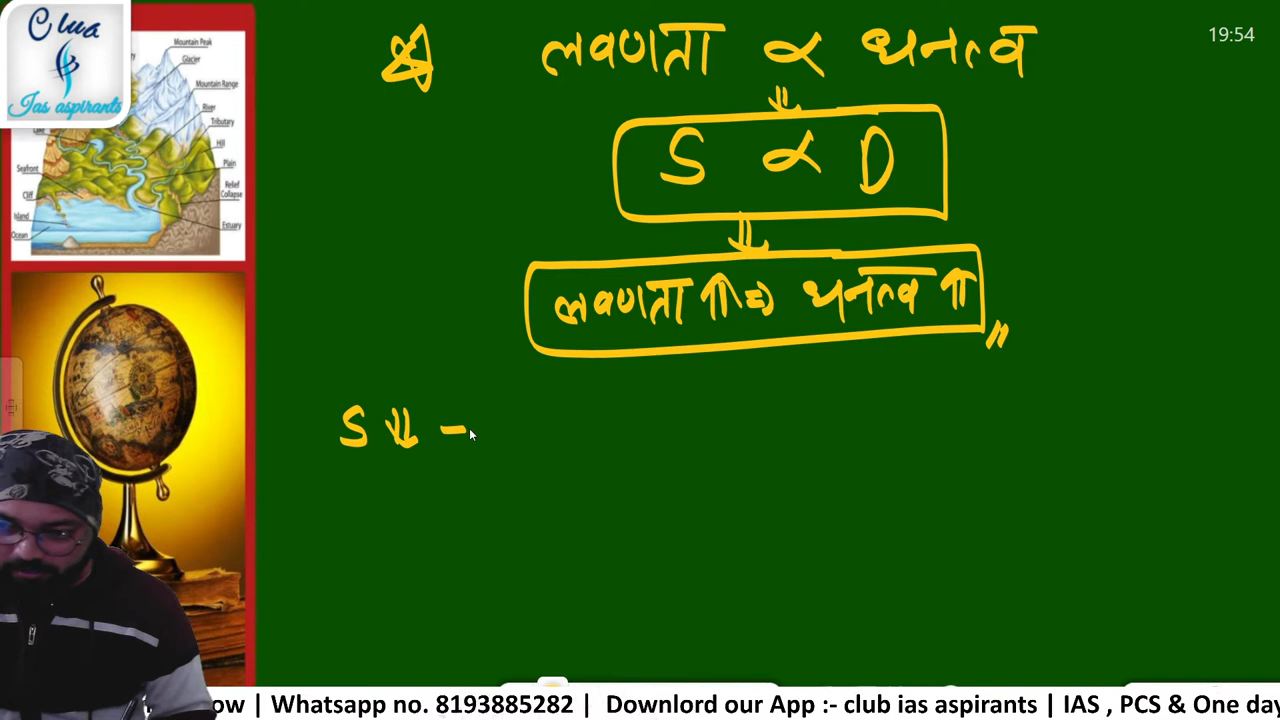 Clua
Ias aspirants
Mountain Peak
Glacier
Mountain Range
River
Tributary
Hill
Lake
Plain
Seafront
Relief
Collapse
Cliff
Island
Estuary
Ocean
19:54
लवणता ∝ घनत्व
⇓
S ∝ D
⇓
लवणता ⇑ ⇒ घनत्व ⇑ "
S ⇓ -
ow | Whatsapp no. 8193885282 | Downlord our App :- club ias aspirants | IAS , PCS & One day